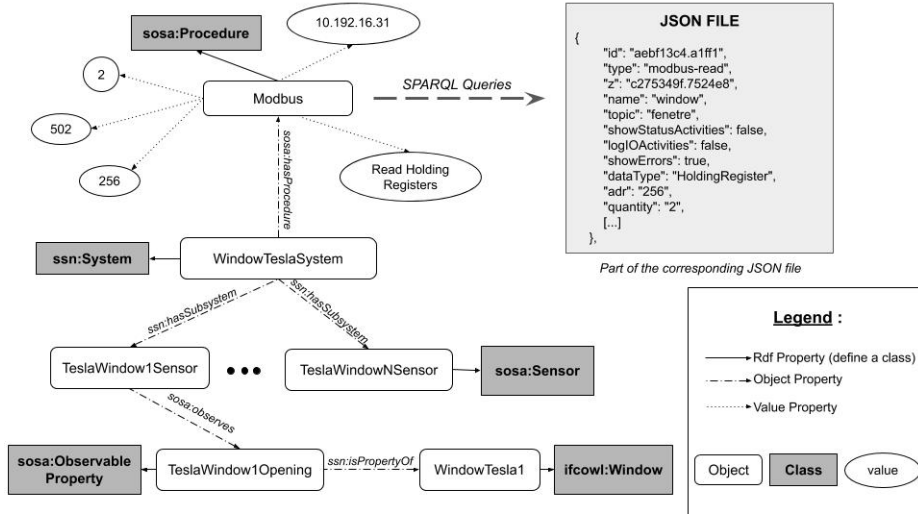 sosa:Procedure
10.192.16.31
2
Modbus
SPARQL Queries
502
256
Read Holding
Registers
sosa:hasProcedure
JSON FILE
{
"id": "aebf13c4.a1ff1",
"type": "modbus-read",
"z": "c275349f.7524e8",
"name": "window",
"topic": "fenetre",
"showStatusActivities": false,
"logIOActivities": false,
"showErrors": true,
"dataType": "HoldingRegister",
"adr": "256",
"quantity": "2",
[...]
},
Part of the corresponding JSON file
ssn:System
WindowTeslaSystem
ssn:hasSubsystem
ssn:hasSubsystem
TeslaWindow1Sensor
TeslaWindowNSensor
sosa:Sensor
sosa:observes
sosa:Observable
Property
TeslaWindow1Opening
ssn:isPropertyOf
WindowTesla1
ifcowl:Window
Legend :
Rdf Property (define a class)
Object Property
Value Property
Object
Class
value